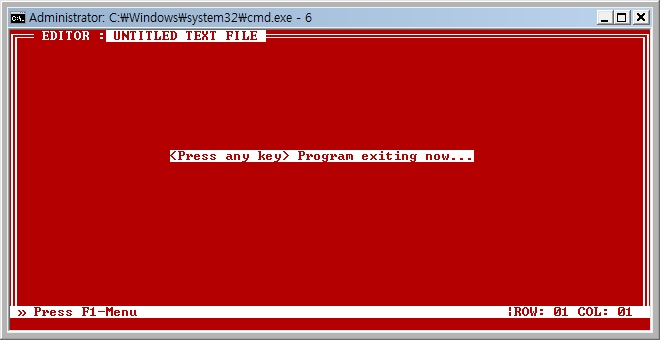 Administrator: C:₩Windows₩system32₩cmd.exe - 6
EDITOR : UNTITLED TEXT FILE
<Press any key> Program exiting now...
» Press F1-Menu
¦ROW: 01 COL: 01